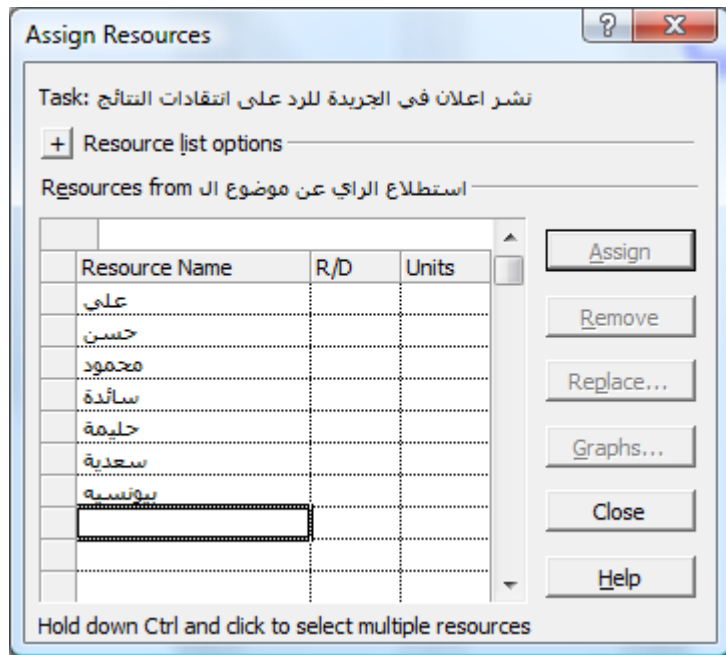 Assign Resources
Task: نشر اعلان في الجريدة للرد على انتقادات النتائج
+ Resource list options
Resources from استطلاع الراي عن موضوع ال
Resource Name R/D Units
علي
حسن
محمود
سائدة
حليمة
سعدية
بيونسيه
Assign
Remove
Replace...
Graphs...
Close
Help
Hold down Ctrl and click to select multiple resources